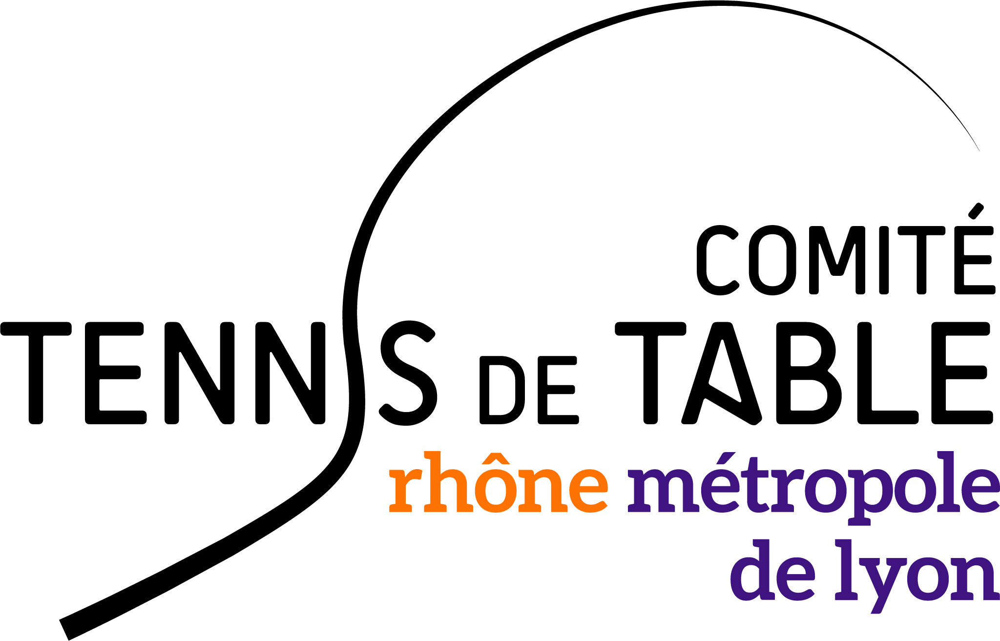 COMITÉ
TENNIS DE TABLE
rhône métropole
de lyon